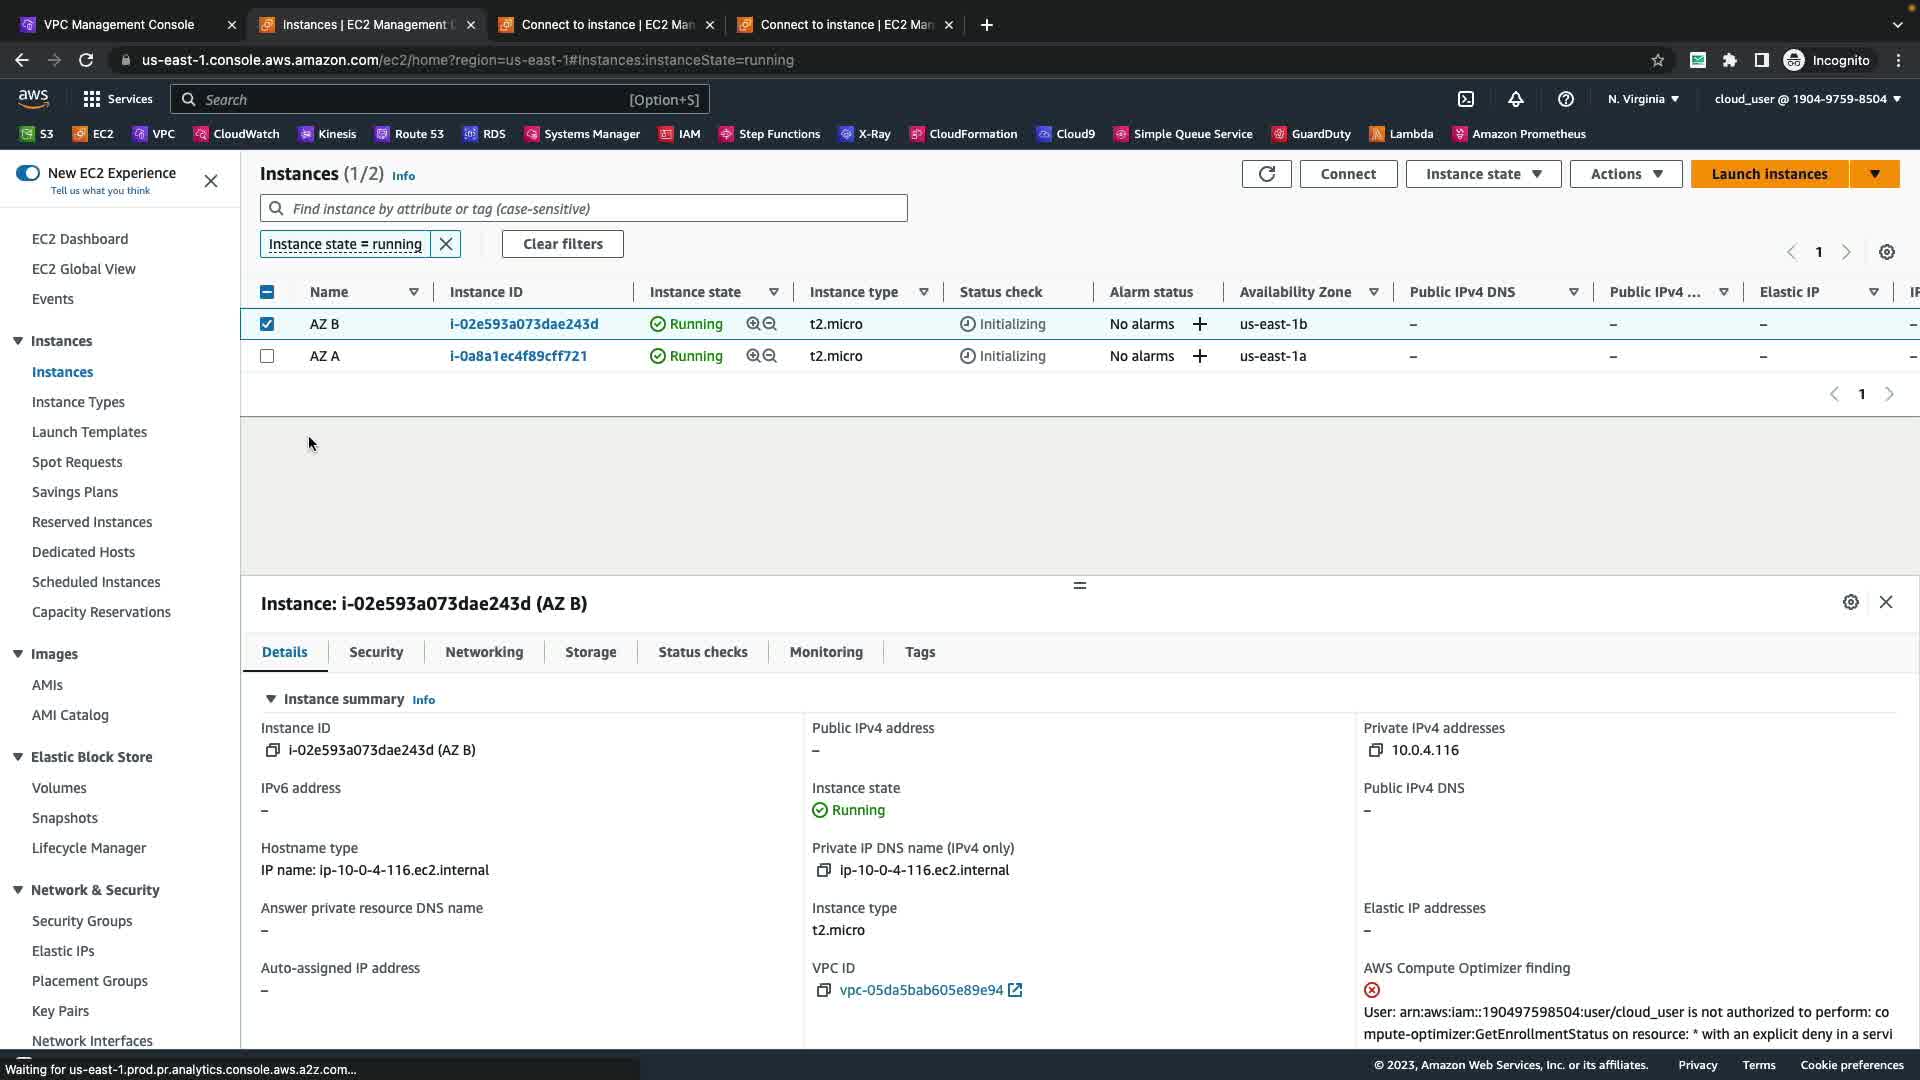 VPC Management Console
Instances | EC2 Management C
Connect to instance | EC2 Man
Connect to instance | EC2 Man
us-east-1.console.aws.amazon.com/ec2/home?region=us-east-1#Instances:instanceState=running
Incognito
aws
Services
Search
[Option+S]
N. Virginia
cloud_user @ 1904-9759-8504
S3
EC2
VPC
CloudWatch
Kinesis
Route 53
RDS
Systems Manager
IAM
Step Functions
X-Ray
CloudFormation
Cloud9
Simple Queue Service
GuardDuty
Lambda
Amazon Prometheus
New EC2 Experience
Tell us what you think
EC2 Dashboard
EC2 Global View
Events
Instances
Instances
Instance Types
Launch Templates
Spot Requests
Savings Plans
Reserved Instances
Dedicated Hosts
Scheduled Instances
Capacity Reservations
Images
AMIs
AMI Catalog
Elastic Block Store
Volumes
Snapshots
Lifecycle Manager
Network & Security
Security Groups
Elastic IPs
Placement Groups
Key Pairs
Network Interfaces
Instances (1/2) Info
Connect
Instance state
Actions
Launch instances
Find instance by attribute or tag (case-sensitive)
Instance state = running
Clear filters
1
Name Instance ID Instance state Instance type Status check Alarm status Availability Zone Public IPv4 DNS Public IPv4 ... Elastic IP IP
AZ B i-02e593a073dae243d Running t2.micro Initializing No alarms + us-east-1b – – – –
AZ A i-0a8a1ec4f89cff721 Running t2.micro Initializing No alarms + us-east-1a – – – –
1
Instance: i-02e593a073dae243d (AZ B)
Details Security Networking Storage Status checks Monitoring Tags
Instance summary Info
Instance ID
i-02e593a073dae243d (AZ B)
Public IPv4 address
–
Private IPv4 addresses
10.0.4.116
IPv6 address
–
Instance state
Running
Public IPv4 DNS
–
Hostname type
IP name: ip-10-0-4-116.ec2.internal
Private IP DNS name (IPv4 only)
ip-10-0-4-116.ec2.internal
Answer private resource DNS name
–
Instance type
t2.micro
Elastic IP addresses
–
Auto-assigned IP address
–
VPC ID
vpc-05da5bab605e89e94
AWS Compute Optimizer finding
User: arn:aws:iam::190497598504:user/cloud_user is not authorized to perform: co
mpute-optimizer:GetEnrollmentStatus on resource: * with an explicit deny in a servi
Waiting for us-east-1.prod.pr.analytics.console.aws.a2z.com...
© 2023, Amazon Web Services, Inc. or its affiliates.
Privacy
Terms
Cookie preferences